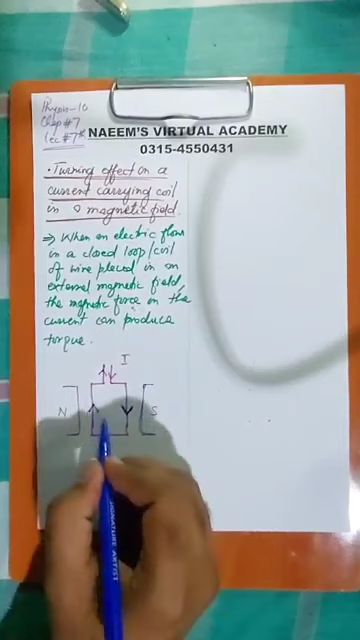 Physics-10
Chap #7
Lec #7
NAEEM'S VIRTUAL ACADEMY
0315-4550431
• Turning effect on a
current carrying coil
in a magnetic field.
⇒ When an electric flows
in a closed loop/coil
of wire placed in an
external magnetic field,
the magnetic force on the
current can produce
torque.
I
N S
SIGNATURE